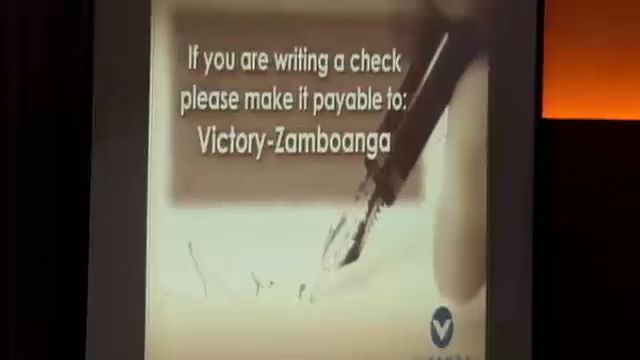 If you are writing a check
please make it payable to:
Victory-Zamboanga
V